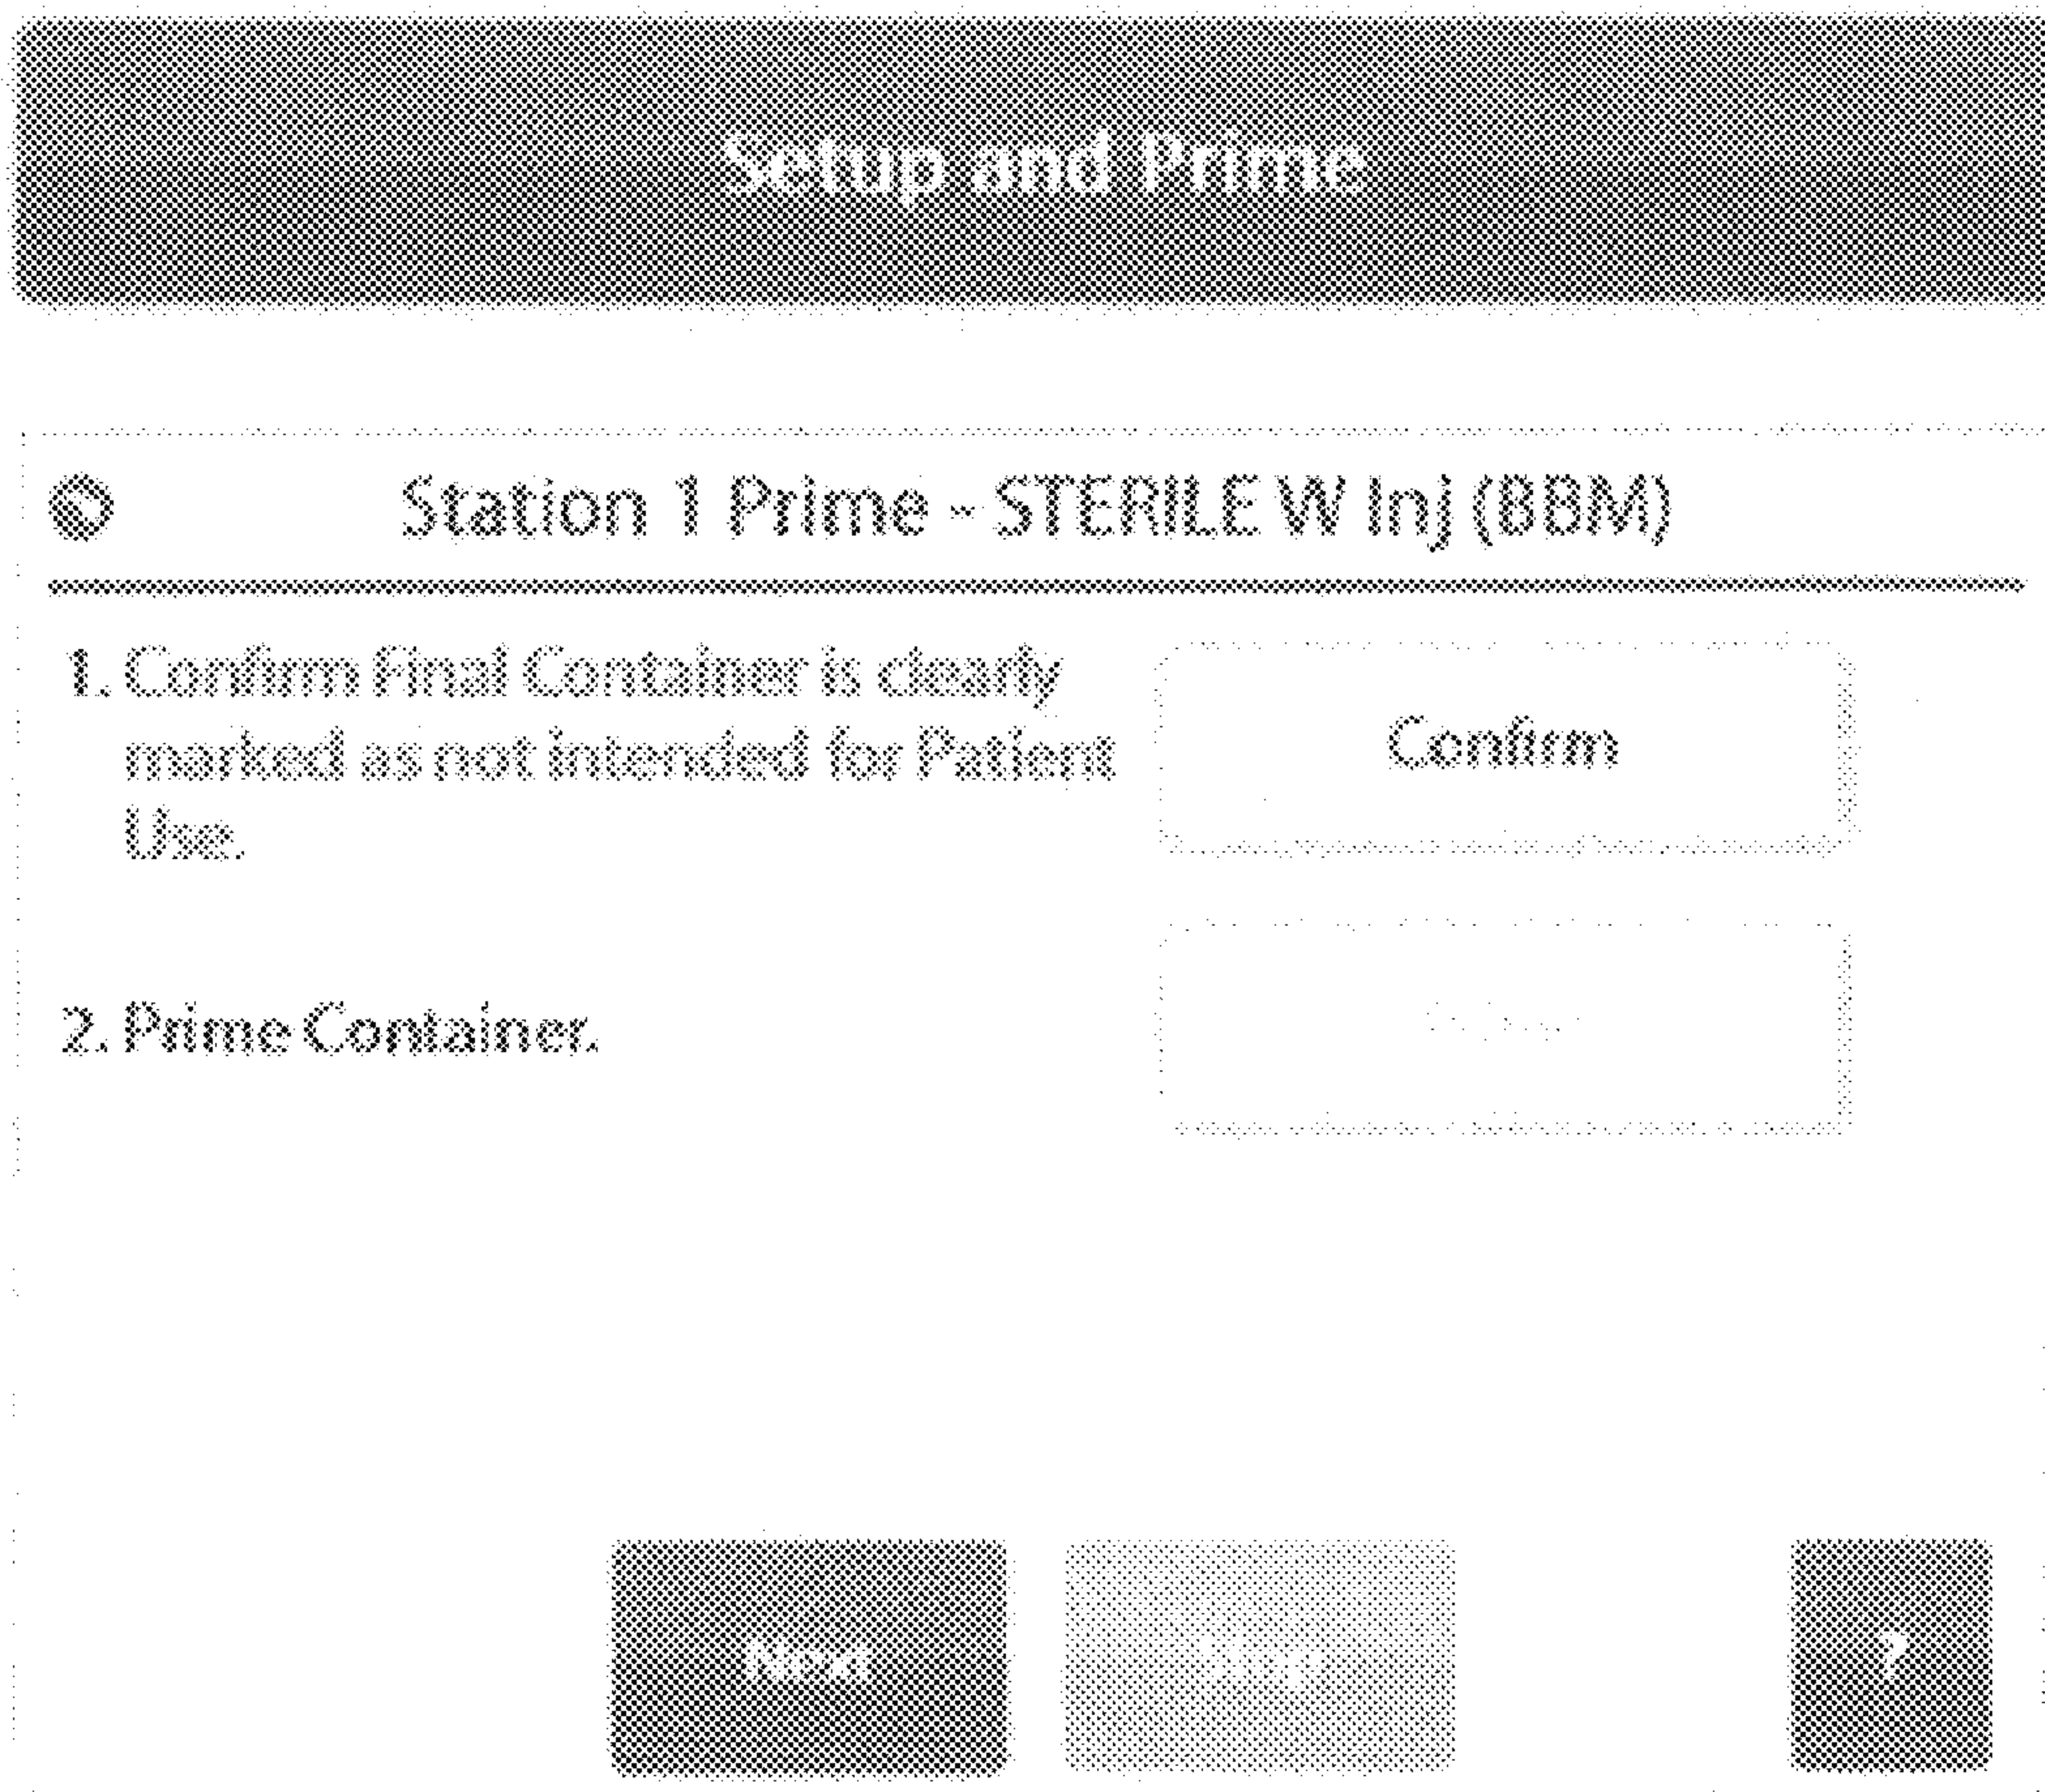 Setup and Prime
Station 1 Prime - STERILE W Inj (BBM)
1. Confirm Final Container is clearly
marked as not intended for Patient
Use.
Confirm
2. Prime Container.
Next
?